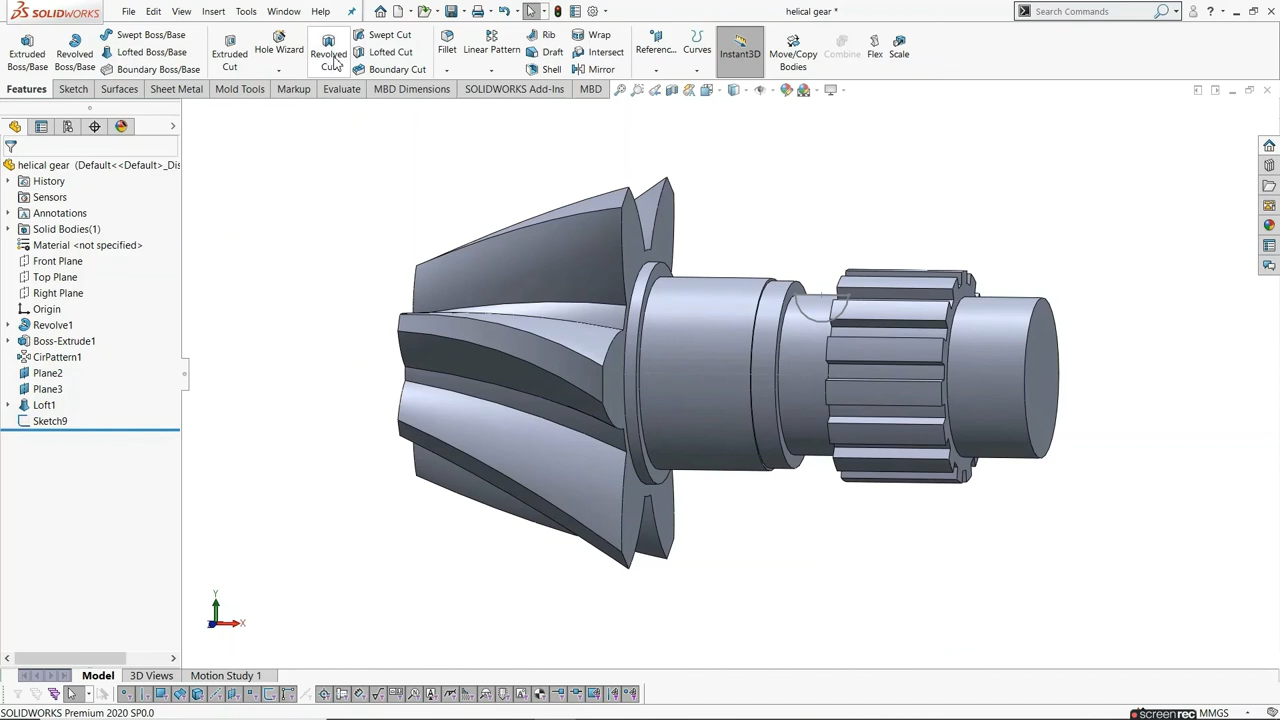 SOLIDWORKS File Edit View Insert Tools Window Help helical gear * Search Commands
Extruded Boss/Base
Revolved Boss/Base
Swept Boss/Base
Lofted Boss/Base
Boundary Boss/Base
Extruded Cut
Hole Wizard
Revolved Cut
Swept Cut
Lofted Cut
Boundary Cut
Fillet
Linear Pattern
Rib
Draft
Shell
Wrap
Intersect
Mirror
Referenc...
Curves
Instant3D
Move/Copy Bodies
Combine
Flex
Scale
Features Sketch Surfaces Sheet Metal Mold Tools Markup Evaluate MBD Dimensions SOLIDWORKS Add-Ins MBD
helical gear (Default<<Default>_Dis
History
Sensors
Annotations
Solid Bodies(1)
Material <not specified>
Front Plane
Top Plane
Right Plane
Origin
Revolve1
Boss-Extrude1
CirPattern1
Plane2
Plane3
Loft1
Sketch9
Y
X
Model 3D Views Motion Study 1
SOLIDWORKS Premium 2020 SP0.0
screenrec MMGS